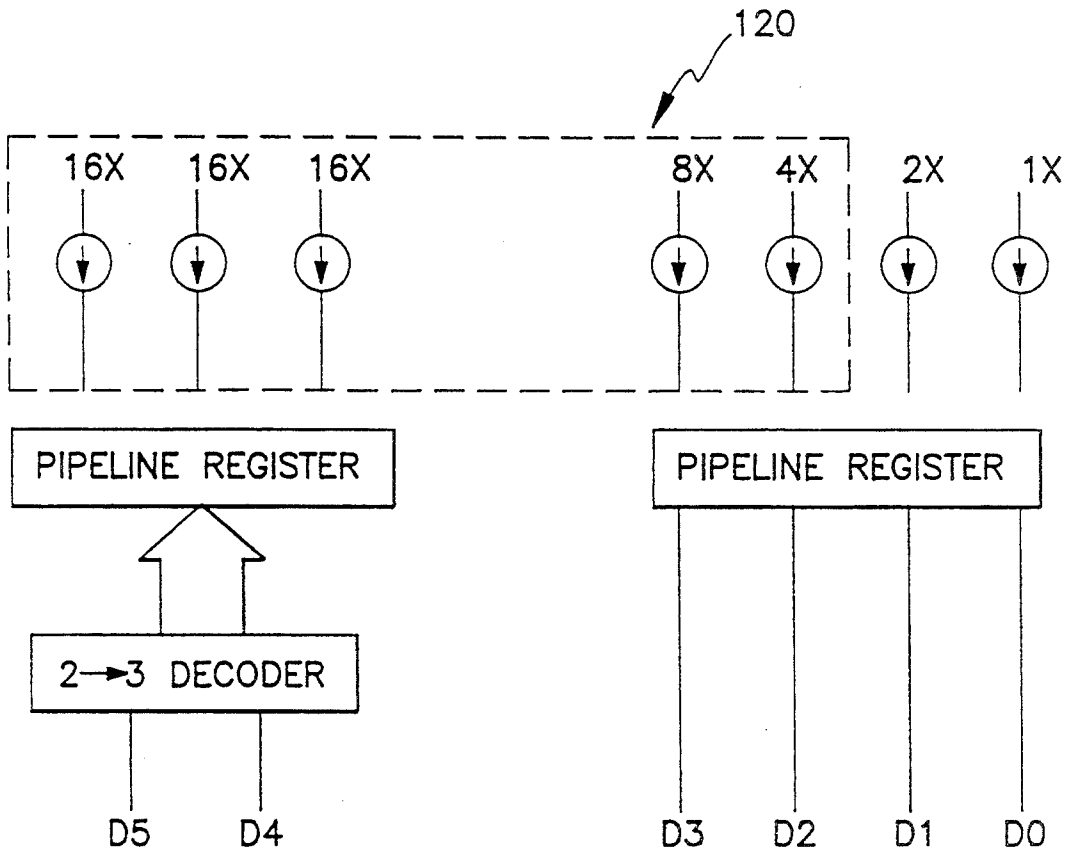 120
16X 16X 16X 8X 4X 2X 1X
PIPELINE REGISTER PIPELINE REGISTER
2→3 DECODER
D5 D4 D3 D2 D1 D0